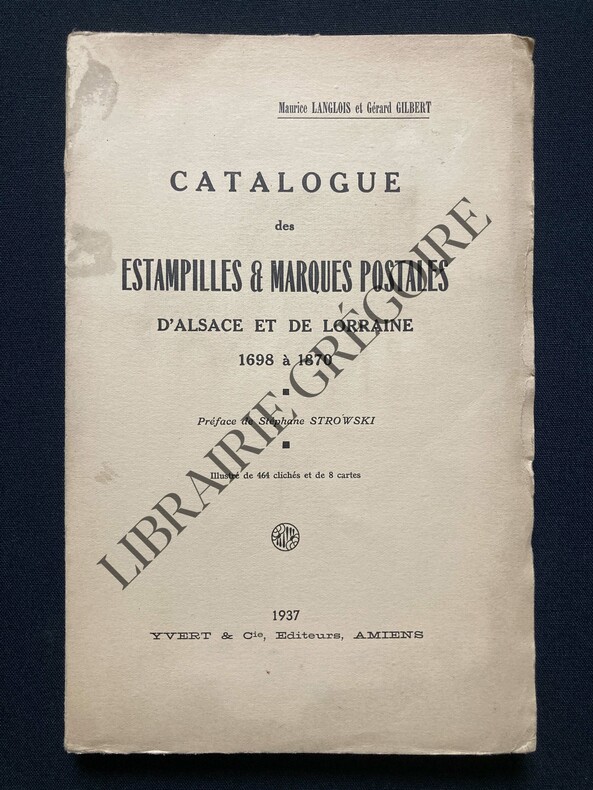 Maurice LANGLOIS et Gérard GILBERT
CATALOGUE
des
ESTAMPILLES & MARQUES POSTALES
D'ALSACE ET DE LORRAINE
1698 à 1870
Préface de Stéphane STROWSKI
Illustré de 464 clichés et de 8 cartes
1937
YVERT & Cie, Editeurs, AMIENS
LIBRAIRIE GRÉGOIRE